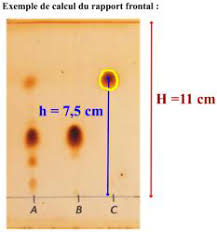 Exemple de calcul du rapport frontal :
H =11 cm
h = 7,5 cm
A B C